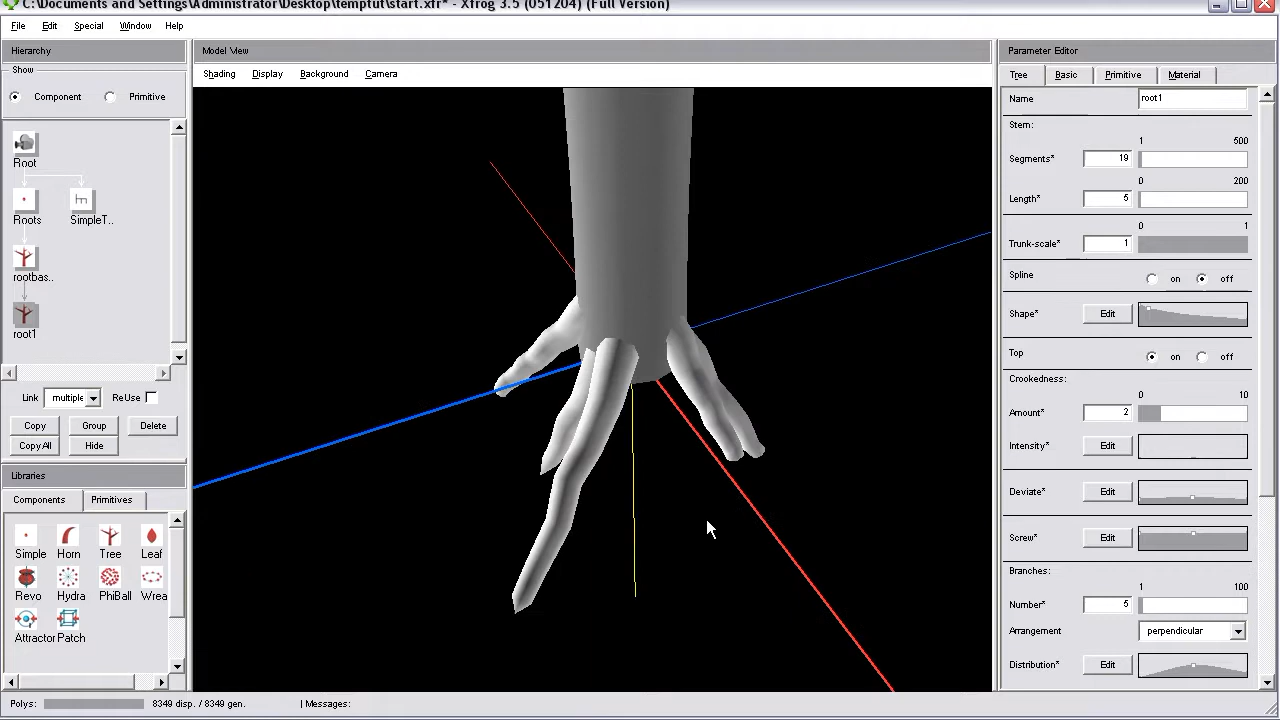 C:\Documents and Settings\Administrator\Desktop\temptut\start.xfr* - Xfrog 3.5 (051204) (Full Version)
File Edit Special Window Help
Hierarchy
Show
Component Primitive
Root
Roots SimpleT..
rootbas..
root1
Link multiple ReUse
Copy Group Delete
CopyAll Hide
Libraries
Components Primitives
Simple Horn Tree Leaf
Revo Hydra PhiBall Wrea
Attractor Patch
Model View
Shading Display Background Camera
Parameter Editor
Tree Basic Primitive Material
Name root1
Stem:
1 500
Segments* 19
0 200
Length* 5
0 1
Trunk-scale* 1
Spline on off
Shape* Edit
Top on off
Crookedness:
0 10
Amount* 2
Intensity* Edit
Deviate* Edit
Screw* Edit
Branches:
1 100
Number* 5
Arrangement perpendicular
Distribution* Edit
Polys: 8349 disp. / 8349 gen. | Messages: